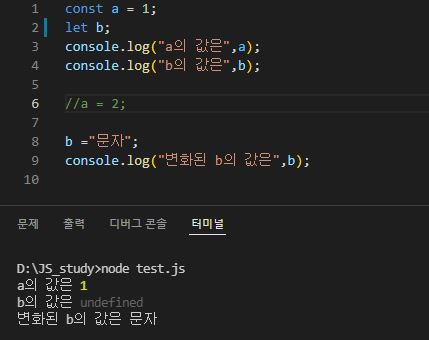 1 const a = 1;
2 let b;
3 console.log("a의 값은",a);
4 console.log("b의 값은",b);
5
6 //a = 2;
7
8 b ="문자";
9 console.log("변화된 b의 값은",b);
10
문제 출력 디버그 콘솔 터미널
D:\JS_study>node test.js
a의 값은 1
b의 값은 undefined
변화된 b의 값은 문자